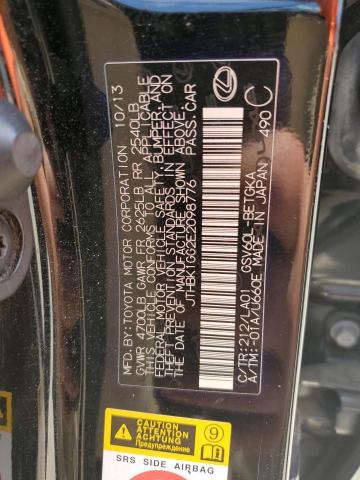 MFD. BY: TOYOTA MOTOR CORPORATION 10/13
GVWR 4700LB GAWR FR 2625LB RR 2540LB
THIS VEHICLE CONFORMS TO ALL APPLICABLE
FEDERAL MOTOR VEHICLE SAFETY, BUMPER, AND
THEFT PREVENTION STANDARDS IN EFFECT ON
THE DATE OF MANUFACTURE SHOWN ABOVE.
JTHBK1GG2E2098776 PASS. CAR
C
C/TR: 212/LA01 GSV60L-BETGKA 490
A/TM: -01A/U660E MADE IN JAPAN
CAUTION
ATTENTION
ACHTUNG
Предупреждение
9
SRS SIDE AIRBAG